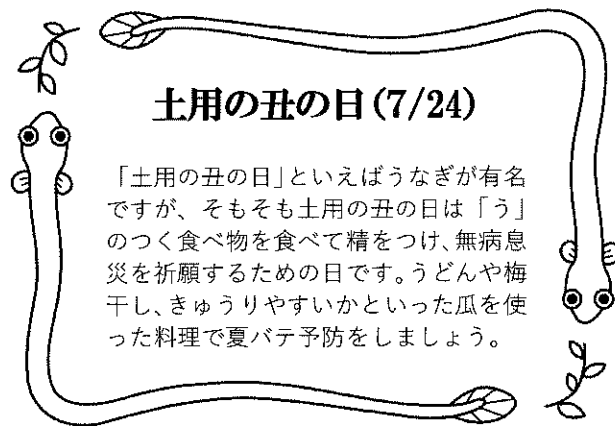 土用の丑の日(7/24)
「土用の丑の日」といえばうなぎが有名
ですが、そもそも土用の丑の日は「う」
のつく食べ物を食べて精をつけ、無病息
災を祈願するための日です。うどんや梅
干し、きゅうりやすいかといった瓜を使
った料理で夏バテ予防をしましょう。